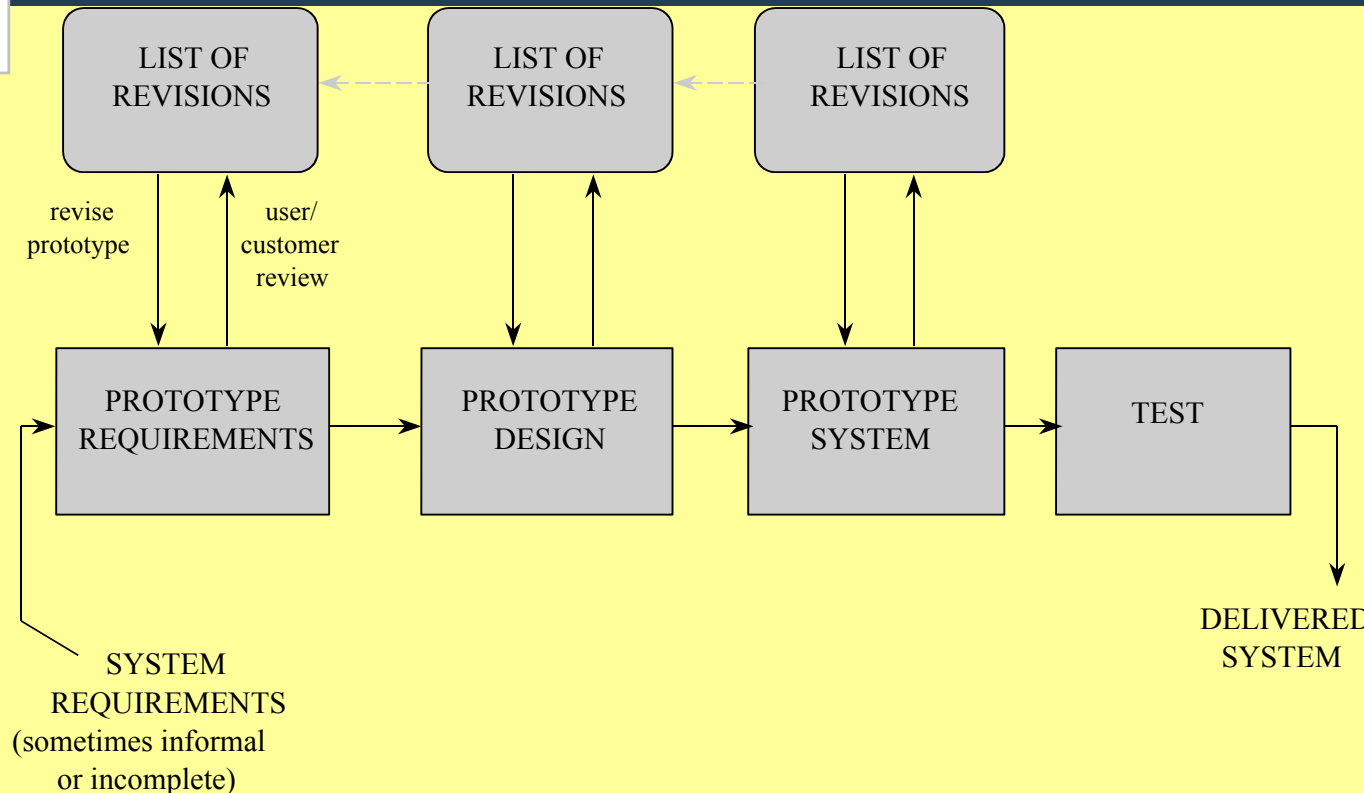 LIST OF
REVISIONS
LIST OF
REVISIONS
LIST OF
REVISIONS
revise
prototype
user/
customer
review
PROTOTYPE
REQUIREMENTS
PROTOTYPE
DESIGN
PROTOTYPE
SYSTEM
TEST
SYSTEM
REQUIREMENTS
(sometimes informal
or incomplete)
DELIVERED
SYSTEM